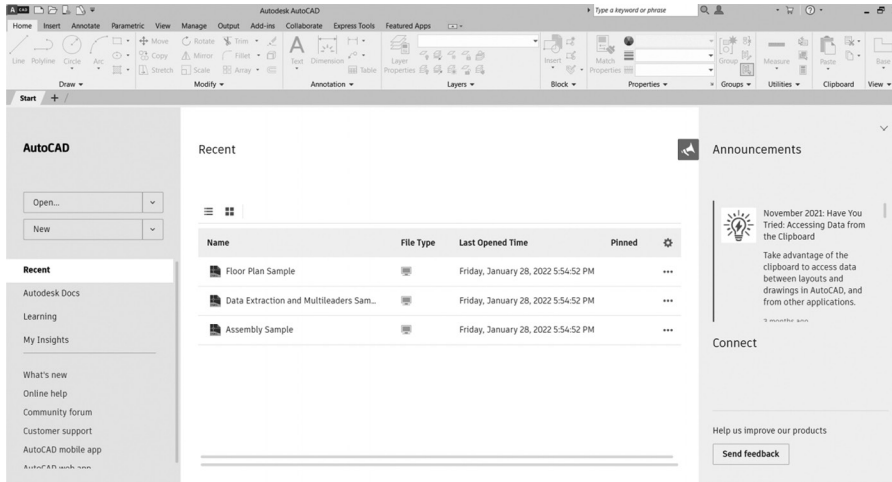 A CAD
Autodesk AutoCAD
Type a keyword or phrase
Home Insert Annotate Parametric View Manage Output Add-ins Collaborate Express Tools Featured Apps
Line Polyline Circle Arc
Move Copy Stretch
Rotate Mirror Scale
Trim Fillet Array
Text Dimension Table
Layer Properties
Insert
Match Properties
Group
Measure
Paste
Base
Draw Modify Annotation Layers Block Properties Groups Utilities Clipboard View
Start
AutoCAD
Open...
New
Recent
Autodesk Docs
Learning
My Insights
What's new
Online help
Community forum
Customer support
AutoCAD mobile app
AutoCAD web app
Recent
Name File Type Last Opened Time Pinned
Floor Plan Sample Friday, January 28, 2022 5:54:52 PM
Data Extraction and Multileaders Sam... Friday, January 28, 2022 5:54:52 PM
Assembly Sample Friday, January 28, 2022 5:54:52 PM
Announcements
November 2021: Have You
Tried: Accessing Data from
the Clipboard
Take advantage of the
clipboard to access data
between layouts and
drawings in AutoCAD, and
from other applications.
3 months ago
Connect
Help us improve our products
Send feedback